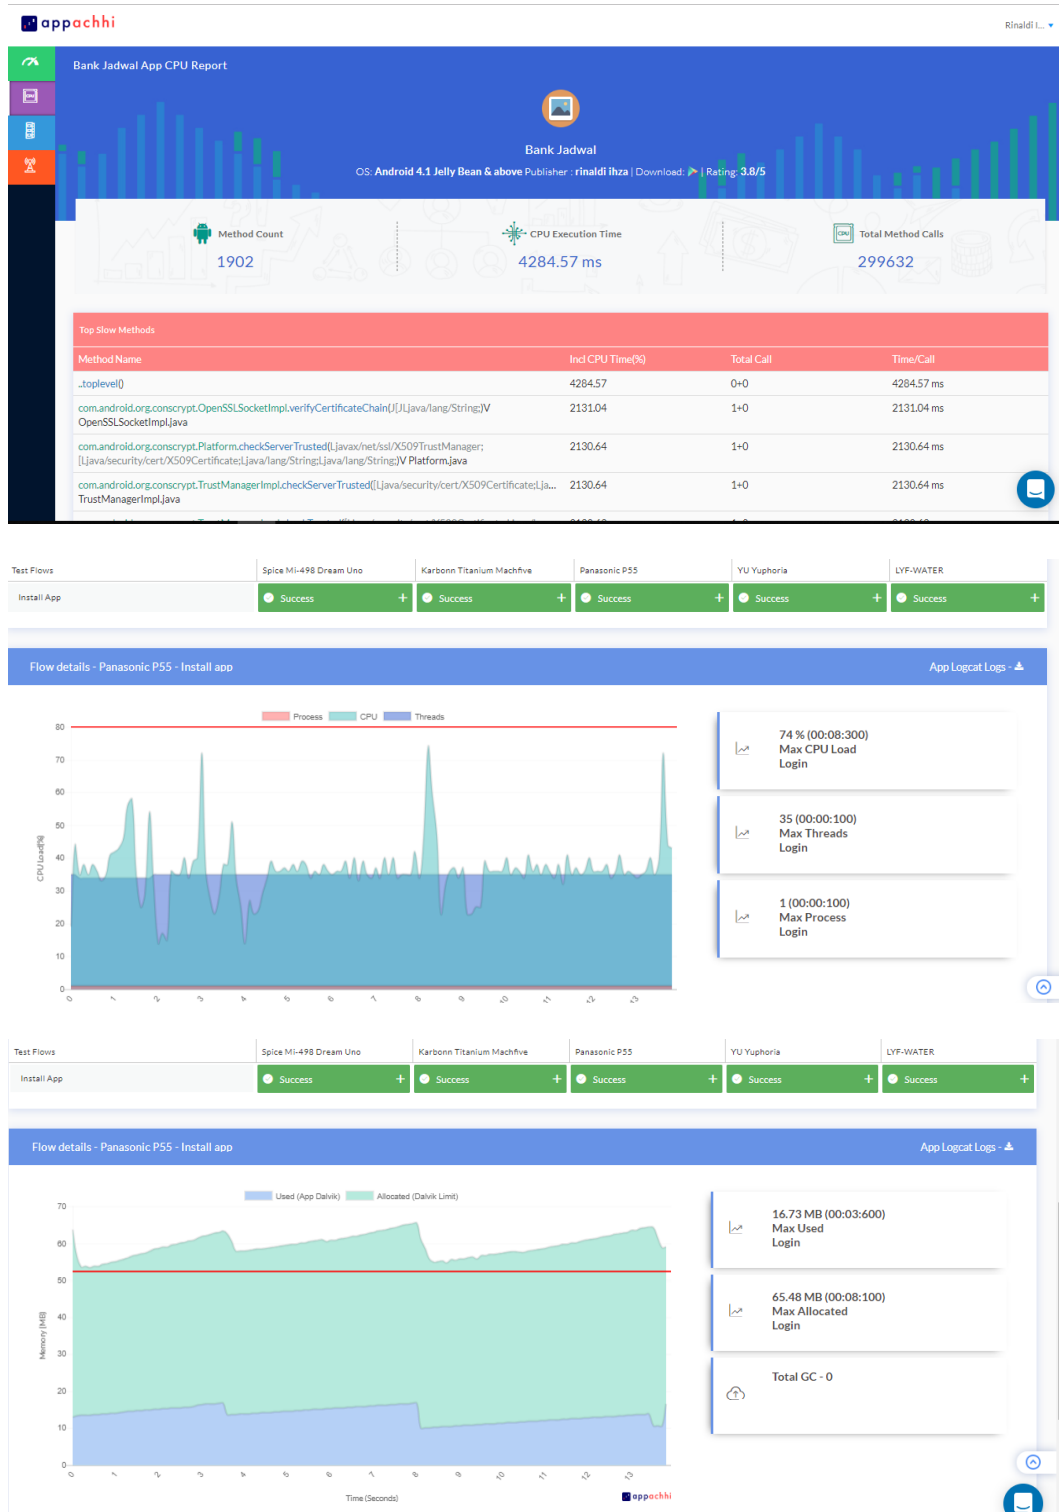 appachhi
Rinaldi I...
Bank Jadwal App CPU Report
Bank Jadwal
OS: Android 4.1 Jelly Bean & above Publisher : rinaldi ihza | Download: | Rating: 3.8/5
Method Count
CPU Execution Time
CPU Total Method Calls
1902
4284.57 ms
299632
Top Slow Methods
Method Name Incl CPU Time(%) Total Call Time/Call
..toplevel() 4284.57 0+0 4284.57 ms
com.android.org.conscrypt.OpenSSLSocketImpl.verifyCertificateChain(J[JLjava/lang/String;)V 2131.04 1+0 2131.04 ms
OpenSSLSocketImpl.java
com.android.org.conscrypt.Platform.checkServerTrusted(Ljavax/net/ssl/X509TrustManager; 2130.64 1+0 2130.64 ms
[Ljava/security/cert/X509Certificate;Ljava/lang/String;Ljava/lang/String;)V Platform.java
com.android.org.conscrypt.TrustManagerImpl.checkServerTrusted([Ljava/security/cert/X509Certificate;Lja... 2130.64 1+0 2130.64 ms
TrustManagerImpl.java
Test Flows Spice Mi-498 Dream Uno Karbonn Titanium Machfive Panasonic P55 YU Yuphoria LYF-WATER
Install App Success + Success + Success + Success + Success +
Flow details - Panasonic P55 - Install app App Logcat Logs -
Process CPU Threads
80
70
60
50
40
30
20
10
0
CPU Load(%)
0 1 2 3 4 5 6 7 8 9 10 11 12 13
74 % (00:08:300)
Max CPU Load
Login
35 (00:00:100)
Max Threads
Login
1 (00:00:100)
Max Process
Login
Test Flows Spice Mi-498 Dream Uno Karbonn Titanium Machfive Panasonic P55 YU Yuphoria LYF-WATER
Install App Success + Success + Success + Success + Success +
Flow details - Panasonic P55 - Install app App Logcat Logs -
Used (App Dalvik) Allocated (Dalvik Limit)
70
60
50
40
30
20
10
0
Memory (MB)
0 1 2 3 4 5 6 7 8 9 10 11 12 13
Time (Seconds)
appachhi
16.73 MB (00:03:600)
Max Used
Login
65.48 MB (00:08:100)
Max Allocated
Login
Total GC - 0